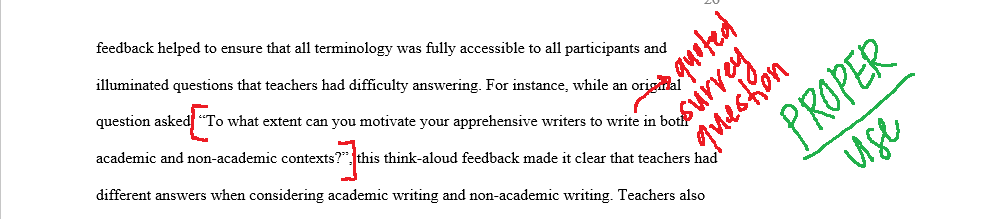 feedback helped to ensure that all terminology was fully accessible to all participants and
illuminated questions that teachers had difficulty answering. For instance, while an original
question asked "To what extent can you motivate your apprehensive writers to write in both
academic and non-academic contexts?", this think-aloud feedback made it clear that teachers had
different answers when considering academic writing and non-academic writing. Teachers also
quoted
survey
question
PROPER
use